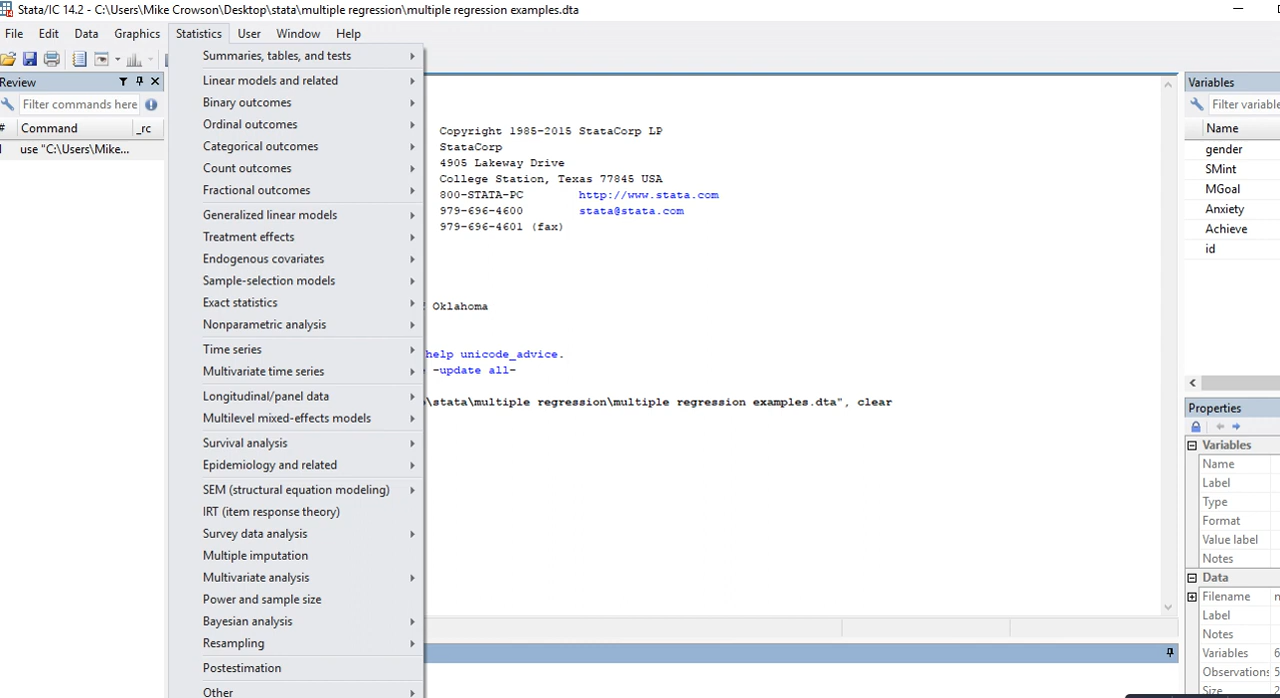 Stata/IC 14.2 - C:\Users\Mike Crowson\Desktop\stata\multiple regression\multiple regression examples.dta
File Edit Data Graphics Statistics User Window Help
Review
Filter commands here
# Command _rc
use "C:\Users\Mike...
Summaries, tables, and tests
Linear models and related
Binary outcomes
Ordinal outcomes
Categorical outcomes
Count outcomes
Fractional outcomes
Generalized linear models
Treatment effects
Endogenous covariates
Sample-selection models
Exact statistics
Nonparametric analysis
Time series
Multivariate time series
Longitudinal/panel data
Multilevel mixed-effects models
Survival analysis
Epidemiology and related
SEM (structural equation modeling)
IRT (item response theory)
Survey data analysis
Multiple imputation
Multivariate analysis
Power and sample size
Bayesian analysis
Resampling
Postestimation
Other
Copyright 1985-2015 StataCorp LP
StataCorp
4905 Lakeway Drive
College Station, Texas 77845 USA
800-STATA-PC http://www.stata.com
979-696-4600 stata@stata.com
979-696-4601 (fax)
Oklahoma
help unicode_advice.
-update all-
\stata\multiple regression\multiple regression examples.dta", clear
Variables
Filter variable
Name
gender
SMint
MGoal
Anxiety
Achieve
id
Properties
Variables
Name
Label
Type
Format
Value label
Notes
Data
Filename
Label
Notes
Variables 6
Observations 5
Size 2